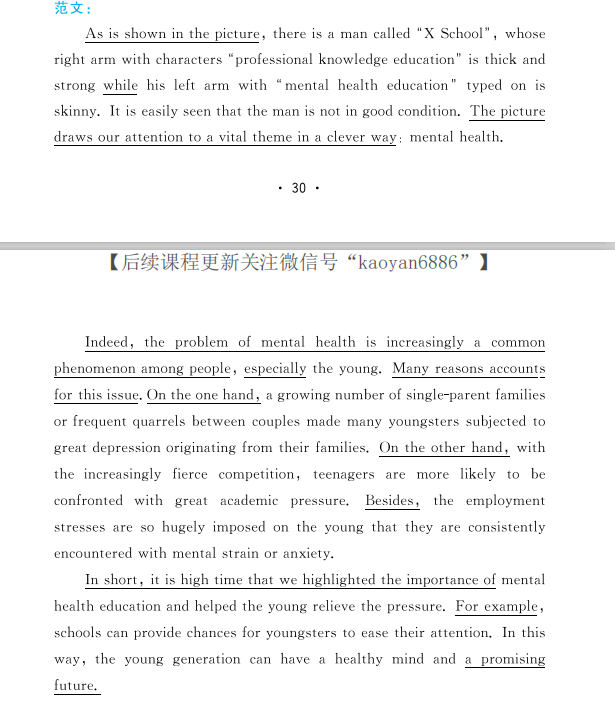 范文：
As is shown in the picture, there is a man called “X School”, whose
right arm with characters “professional knowledge education” is thick and
strong while his left arm with “mental health education” typed on is
skinny. It is easily seen that the man is not in good condition. The picture
draws our attention to a vital theme in a clever way: mental health.
· 30 ·
【后续课程更新关注微信号“kaoyan6886”】
Indeed, the problem of mental health is increasingly a common
phenomenon among people, especially the young. Many reasons accounts
for this issue. On the one hand, a growing number of single-parent families
or frequent quarrels between couples made many youngsters subjected to
great depression originating from their families. On the other hand, with
the increasingly fierce competition, teenagers are more likely to be
confronted with great academic pressure. Besides, the employment
stresses are so hugely imposed on the young that they are consistently
encountered with mental strain or anxiety.
In short, it is high time that we highlighted the importance of mental
health education and helped the young relieve the pressure. For example,
schools can provide chances for youngsters to ease their attention. In this
way, the young generation can have a healthy mind and a promising
future.